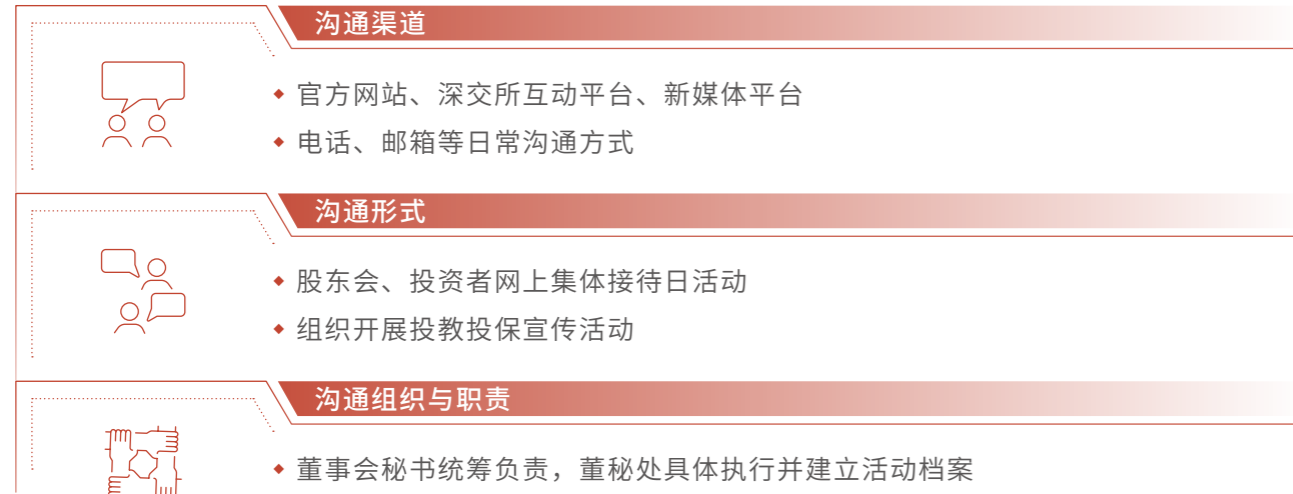 沟通渠道
官方网站、深交所互动平台、新媒体平台
电话、邮箱等日常沟通方式
沟通形式
股东会、投资者网上集体接待日活动
组织开展投教投保宣传活动
沟通组织与职责
董事会秘书统筹负责，董秘处具体执行并建立活动档案